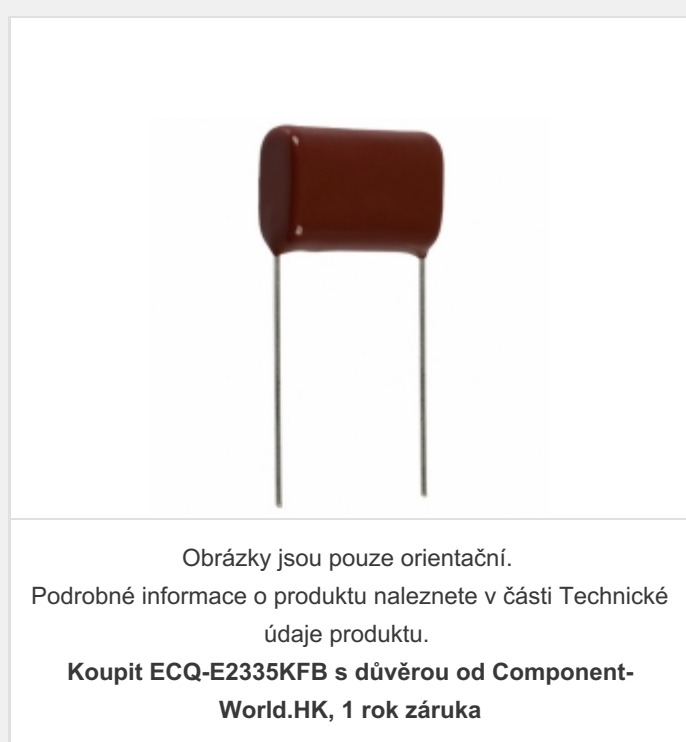 Obrázky jsou pouze orientační.
Podrobné informace o produktu naleznete v části Technické
údaje produktu.
Koupit ECQ-E2335KFB s důvěrou od Component-
World.HK, 1 rok záruka